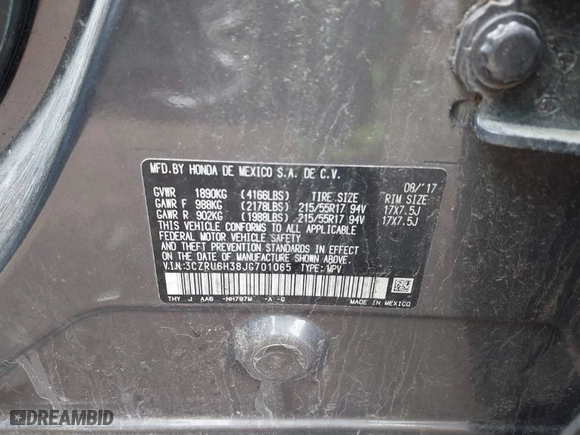 MFD.BY HONDA DE MEXICO S.A. DE C.V.
08/'17
GVWR 1890KG (4166LBS) TIRE SIZE RIM SIZE
GAWR F 988KG (2178LBS) 215/55R17 94V 17X7.5J
GAWR R 902KG (1988LBS) 215/55R17 94V 17X7.5J
THIS VEHICLE CONFORMS TO ALL APPLICABLE
FEDERAL MOTOR VEHICLE SAFETY
AND THEFT PREVENTION STANDARDS IN EFFECT
ON THE DATE OF MANUFACTURE SHOWN ABOVE.
V.I.N:3CZRU6H38JG701065 TYPE:MPV
THY J AA6 -NH797M -A -C MADE IN MEXICO
DREAMBID